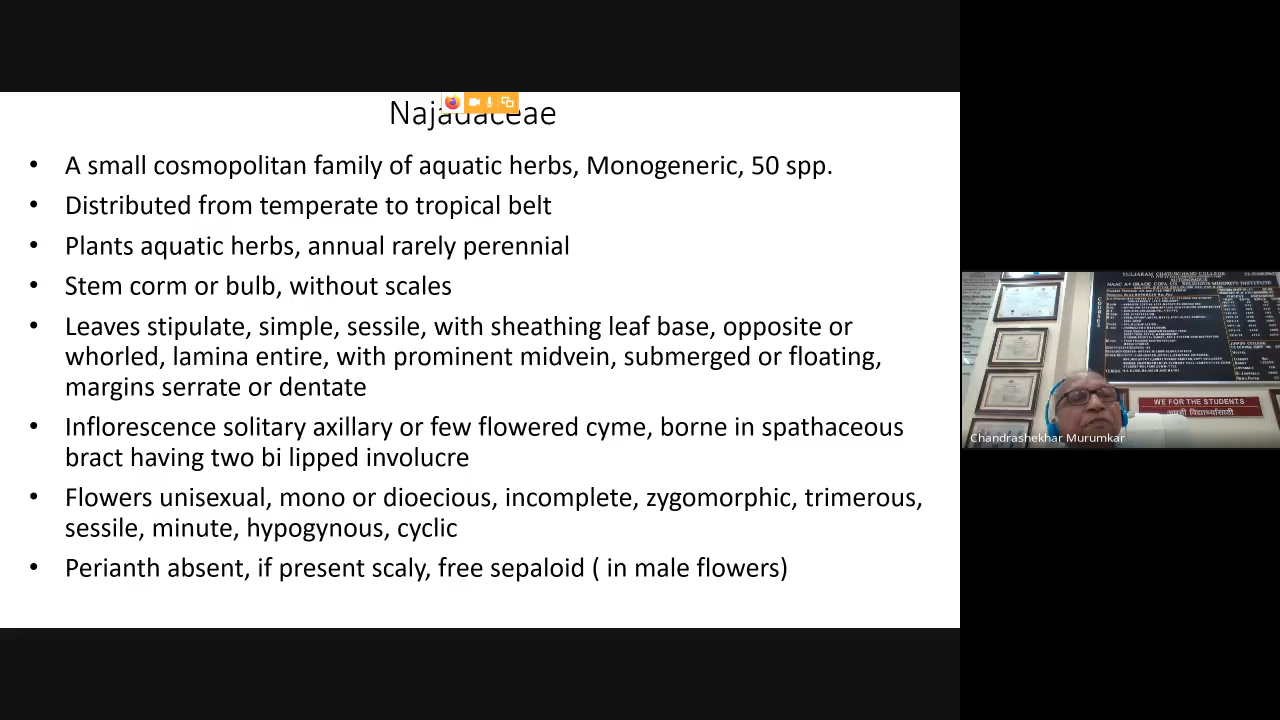 Najadaceae
• A small cosmopolitan family of aquatic herbs, Monogeneric, 50 spp.
• Distributed from temperate to tropical belt
• Plants aquatic herbs, annual rarely perennial
• Stem corm or bulb, without scales
• Leaves stipulate, simple, sessile, with sheathing leaf base, opposite or
whorled, lamina entire, with prominent midvein, submerged or floating,
margins serrate or dentate
• Inflorescence solitary axillary or few flowered cyme, borne in spathaceous
bract having two bi lipped involucre
• Flowers unisexual, mono or dioecious, incomplete, zygomorphic, trimerous,
sessile, minute, hypogynous, cyclic
• Perianth absent, if present scaly, free sepaloid ( in male flowers)
TULJARAM CHATURCHAND COLLEGE
AUTONOMOUS
WE FOR THE STUDENTS
आम्ही विद्यार्थ्यांसाठी
Chandrashekhar Murumkar